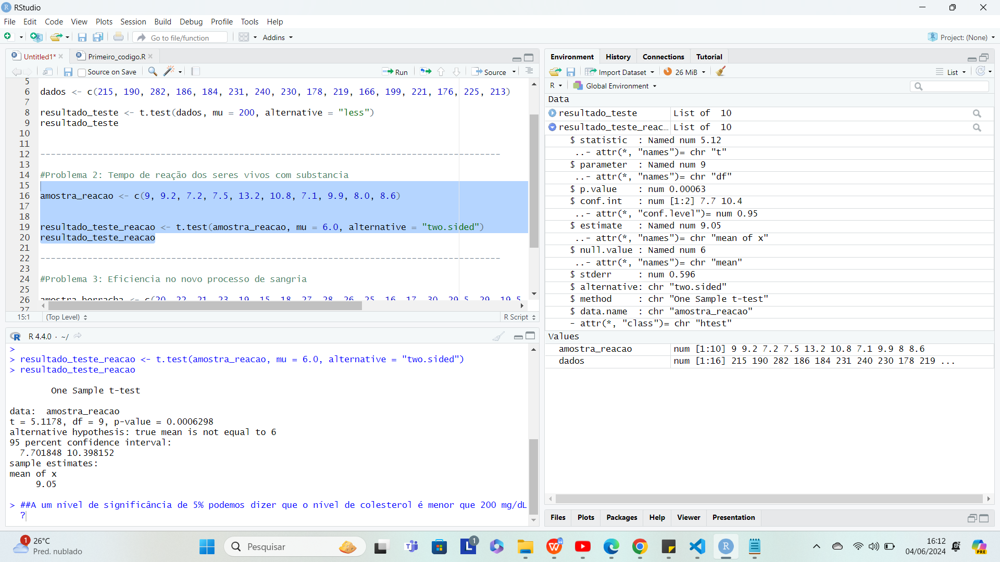 RStudio
File Edit Code View Plots Session Build Debug Profile Tools Help
Go to file/function
Addins
Project: (None)
Untitled1*
Primeiro_codigo.R
Source on Save
Run
Source
5
6 dados <- c(215, 190, 282, 186, 184, 231, 240, 230, 178, 219, 166, 199, 221, 176, 225, 213)
7
8 resultado_teste <- t.test(dados, mu = 200, alternative = "less")
9 resultado_teste
10
11
12 ----------------------------------------------------------------------------------------
13
14 #Problema 2: Tempo de reação dos seres vivos com substancia
15
16 amostra_reacao <- c(9, 9.2, 7.2, 7.5, 13.2, 10.8, 7.1, 9.9, 8.0, 8.6)
17
18
19 resultado_teste_reacao <- t.test(amostra_reacao, mu = 6.0, alternative = "two.sided")
20 resultado_teste_reacao
21
22 ----------------------------------------------------------------------------------------
23
24 #Problema 3: Eficiencia no novo processo de sangria
25
26 amostra_borracha <- c(20, 22, 21, 23, 19, 15, 18, 27, 28, 26, 25, 16, 17, 30, 29.5, 29, 19.5
27
15:1 (Top Level) R Script
R 4.4.0 · ~/
>
> resultado_teste_reacao <- t.test(amostra_reacao, mu = 6.0, alternative = "two.sided")
> resultado_teste_reacao
One Sample t-test
data:  amostra_reacao
t = 5.1178, df = 9, p-value = 0.0006298
alternative hypothesis: true mean is not equal to 6
95 percent confidence interval:
7.701848 10.398152
sample estimates:
mean of x
9.05
> ##A um nível de significância de 5% podemos dizer que o nível de colesterol é menor que 200 mg/dL
?
Environment History Connections Tutorial
Import Dataset 26 MiB List
R Global Environment
Data
resultado_teste List of  10
resultado_teste_reac… List of  10
$ statistic  : Named num 5.12
..- attr(*, "names")= chr "t"
$ parameter  : Named num 9
..- attr(*, "names")= chr "df"
$ p.value    : num 0.00063
$ conf.int   : num [1:2] 7.7 10.4
..- attr(*, "conf.level")= num 0.95
$ estimate   : Named num 9.05
..- attr(*, "names")= chr "mean of x"
$ null.value : Named num 6
..- attr(*, "names")= chr "mean"
$ stderr     : num 0.596
$ alternative: chr "two.sided"
$ method     : chr "One Sample t-test"
$ data.name  : chr "amostra_reacao"
- attr(*, "class")= chr "htest"
Values
amostra_reacao num [1:10] 9 9.2 7.2 7.5 13.2 10.8 7.1 9.9 8 8.6
dados num [1:16] 215 190 282 186 184 231 240 230 178 219 ...
Files Plots Packages Help Viewer Presentation
1
26°C
Pred. nublado
Pesquisar
L
1
W
R
16:12
04/06/2024
PRE